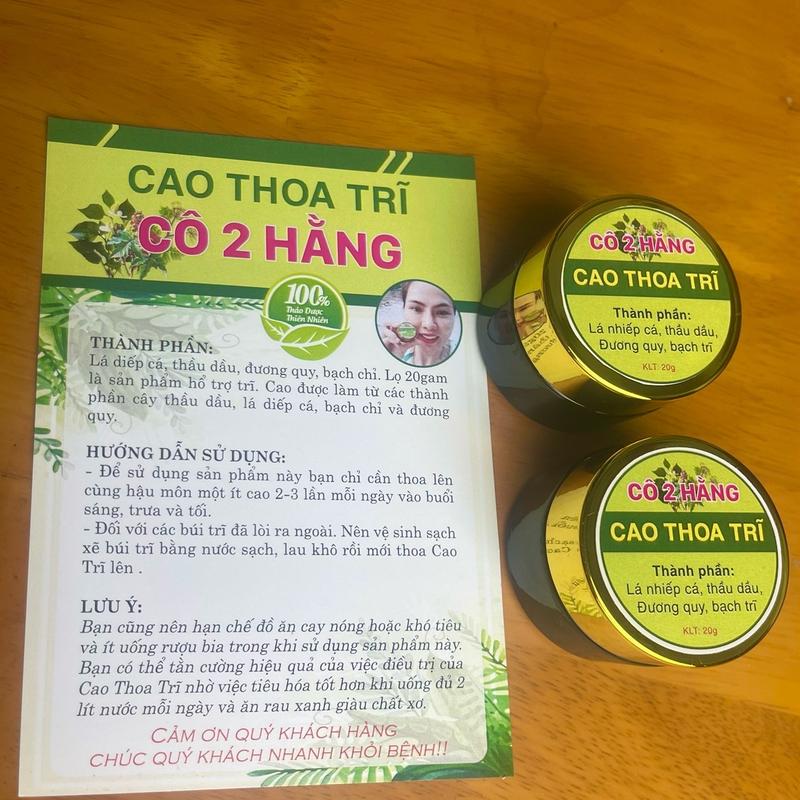 CAO THOA TRĨ
CÔ 2 HẰNG
100%
Thảo Dược
Thiên Nhiên
THÀNH PHẦN:
Lá diếp cá, thầu dầu, đương quy, bạch chỉ. Lọ 20gam
là sản phẩm hổ trợ trĩ. Cao được làm từ các thành
phần cây thầu dầu, lá diếp cá, bạch chỉ và đương
quy.
HƯỚNG DẪN SỬ DỤNG:
- Để sử dụng sản phẩm này bạn chỉ cần thoa lên
cùng hậu môn một ít cao 2-3 lần mỗi ngày vào buổi
sáng, trưa và tối.
- Đối với các búi trĩ đã lòi ra ngoài. Nên vệ sinh sạch
xẽ búi trĩ bằng nước sạch, lau khô rồi mới thoa Cao
Trĩ lên .
LƯU Ý:
Bạn cũng nên hạn chế đồ ăn cay nóng hoặc khó tiêu
và ít uống rượu bia trong khi sử dụng sản phẩm này.
Bạn có thể tằn cường hiệu quả của việc điều trị của
Cao Thoa Trĩ nhờ việc tiêu hóa tốt hơn khi uống đủ 2
lít nước mỗi ngày và ăn rau xanh giàu chất xơ.
CẢM ƠN QUÝ KHÁCH HÀNG
CHÚC QUÝ KHÁCH NHANH KHỎI BỆNH!!
CÔ 2 HẰNG
CAO THOA TRĨ
Thành phần:
Lá nhiếp cá, thầu dầu,
Đương quy, bạch trĩ
KLT: 20g
CÔ 2 HẰNG
CAO THOA TRĨ
Thành phần:
Lá nhiếp cá, thầu dầu,
Đương quy, bạch trĩ
KLT: 20g